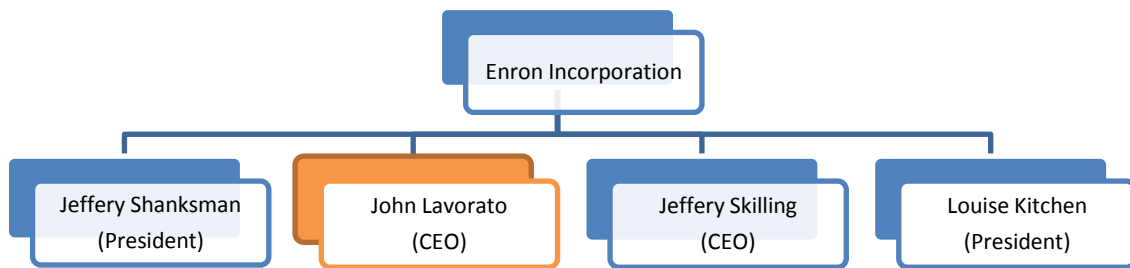 Enron Incorporation
Jeffery Shanksman
(President)
John Lavorato
(CEO)
Jeffery Skilling
(CEO)
Louise Kitchen
(President)